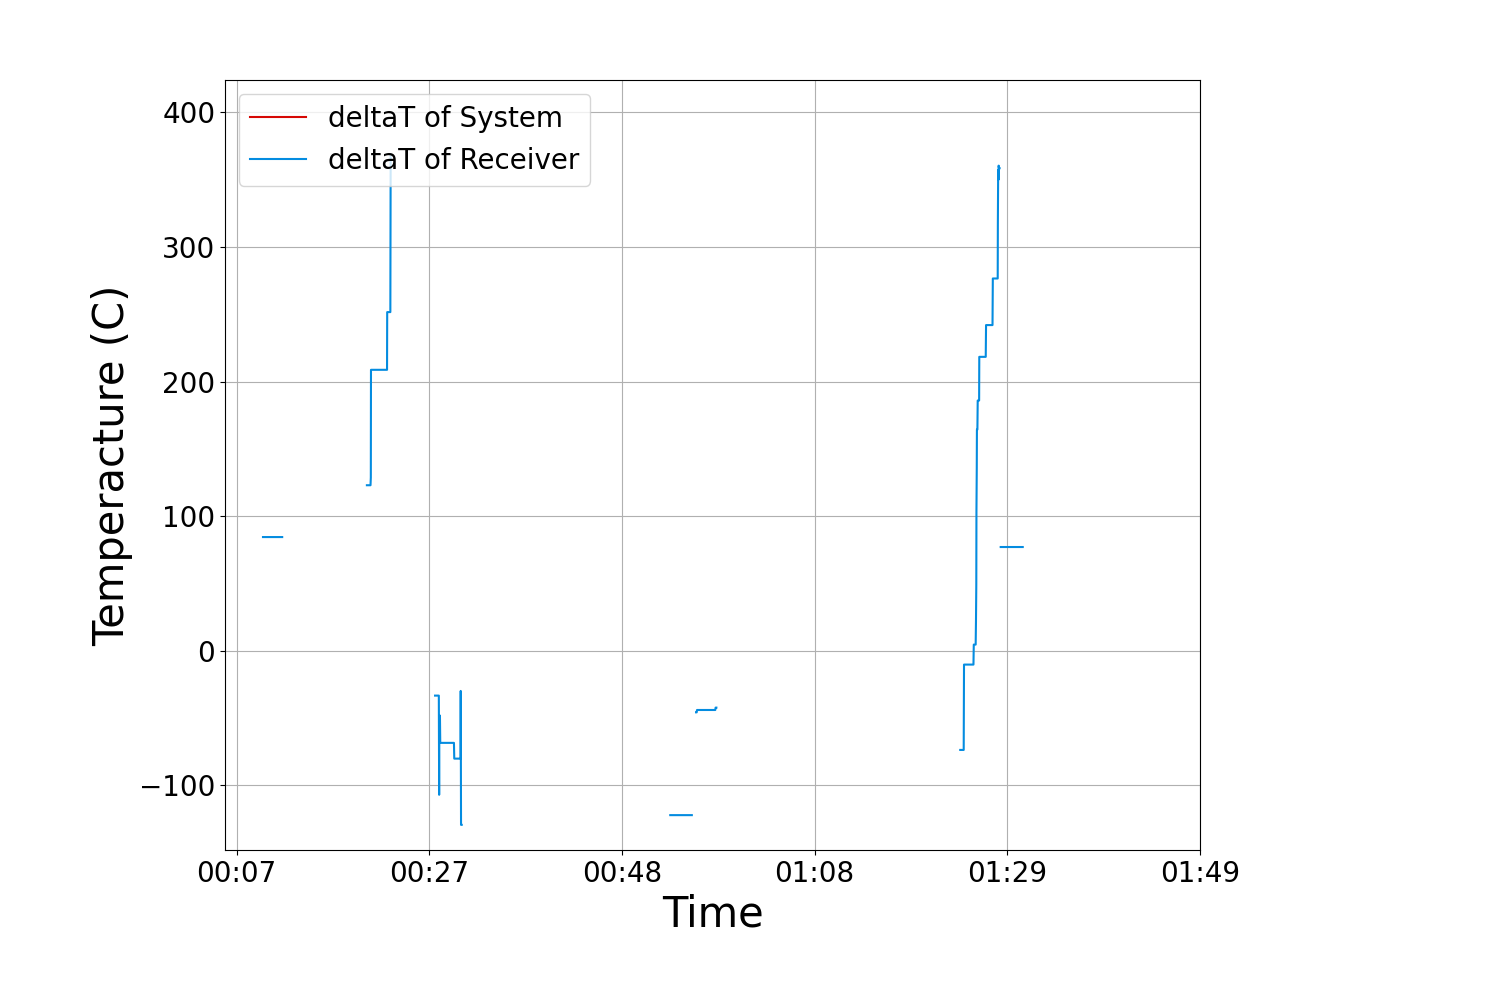 deltaT of System
deltaT of Receiver
400
300
200
100
0
−100
Temperacture (C)
00:07 00:27 00:48 01:08 01:29 01:49
Time